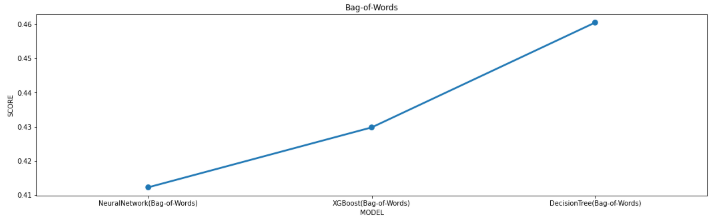 Bag-of-Words
0.46
0.45
0.44
0.43
0.42
0.41
SCORE
NeuralNetwork(Bag-of-Words) XGBoost(Bag-of-Words) DecisionTree(Bag-of-Words)
MODEL